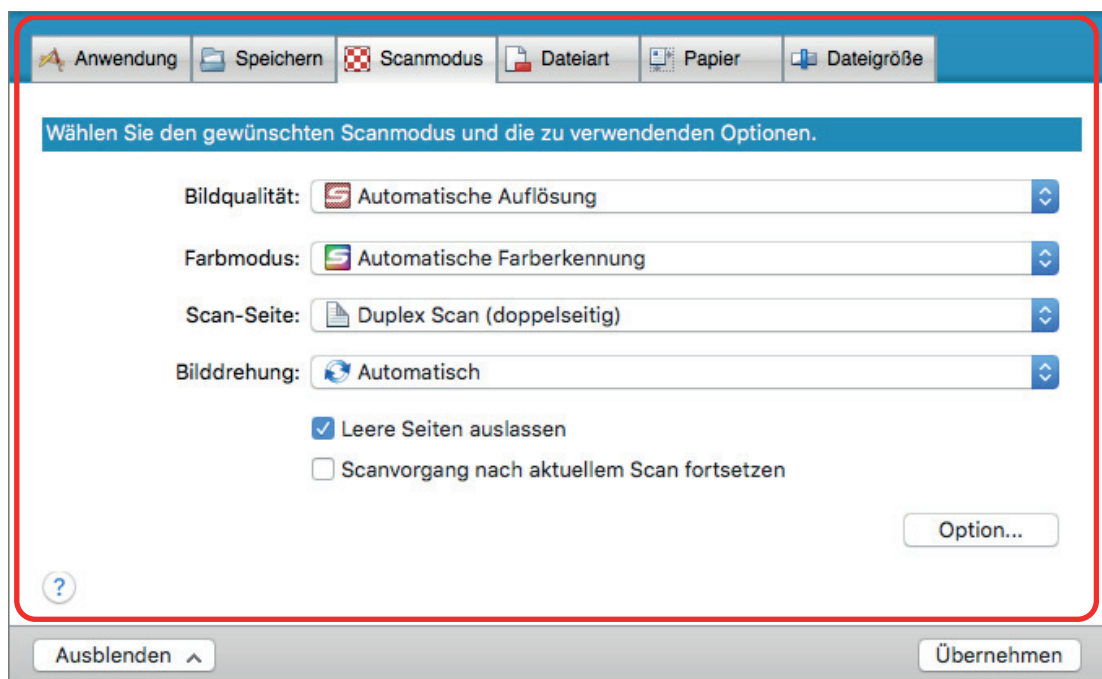 Anwendung Speichern Scanmodus Dateiart Papier Dateigröße
Wählen Sie den gewünschten Scanmodus und die zu verwendenden Optionen.
Bildqualität: Automatische Auflösung
Farbmodus: Automatische Farberkennung
Scan-Seite: Duplex Scan (doppelseitig)
Bilddrehung: Automatisch
Leere Seiten auslassen
Scanvorgang nach aktuellem Scan fortsetzen
Option...
?
Ausblenden Übernehmen